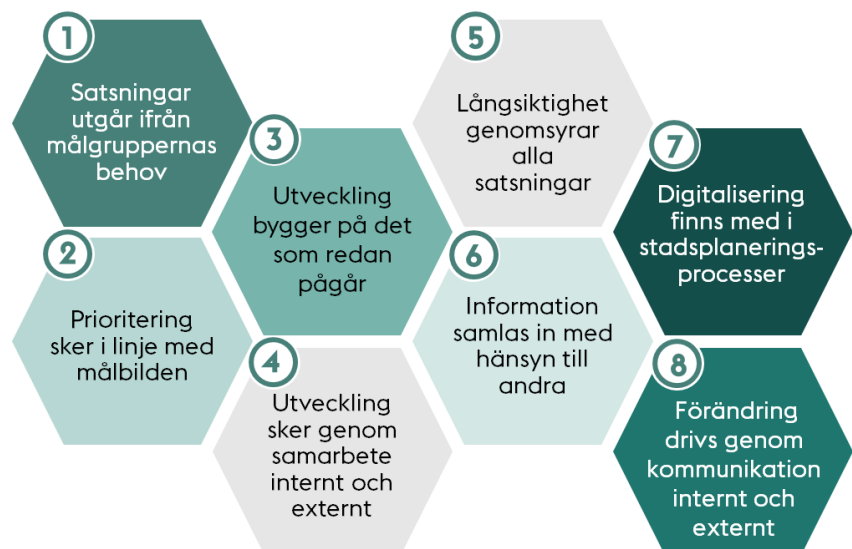 1
Satsningar
utgår ifrån
målgruppernas
behov
2
Prioritering
sker i linje med
målbilden
3
Utveckling
bygger på det
som redan
pågår
4
Utveckling
sker genom
samarbete
internt och
externt
5
Långsiktighet
genomsyrar
alla
satsningar
6
Information
samlas in med
hänsyn till
andra
7
Digitalisering
finns med i
stadsplanerings-
processer
8
Förändring
drivs genom
kommunikation
internt och
externt